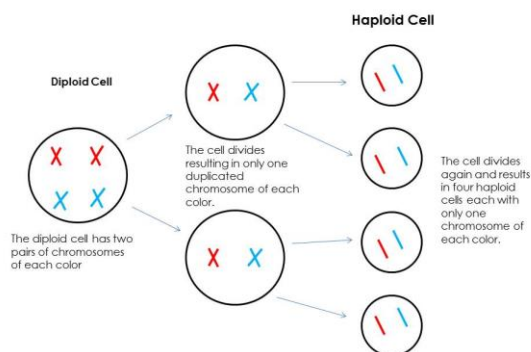 Haploid Cell
Diploid Cell
The diploid cell has two
pairs of chromosomes
of each color
The cell divides
resulting in only one
duplicated
chromosome of each
color.
The cell divides
again and results
in four haploid
cells each with
only one
chromosome of
each color.